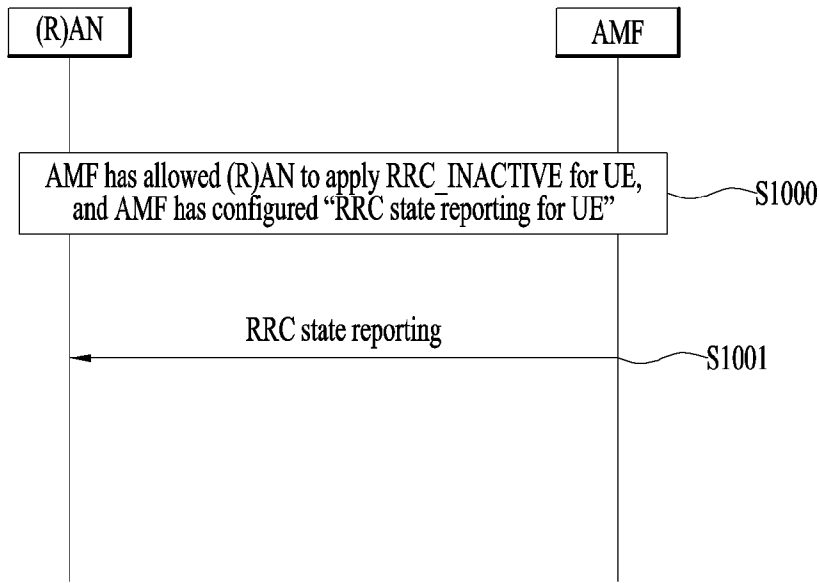 (R)AN
AMF
AMF has allowed (R)AN to apply RRC_INACTIVE for UE,
and AMF has configured “RRC state reporting for UE”
S1000
RRC state reporting
S1001